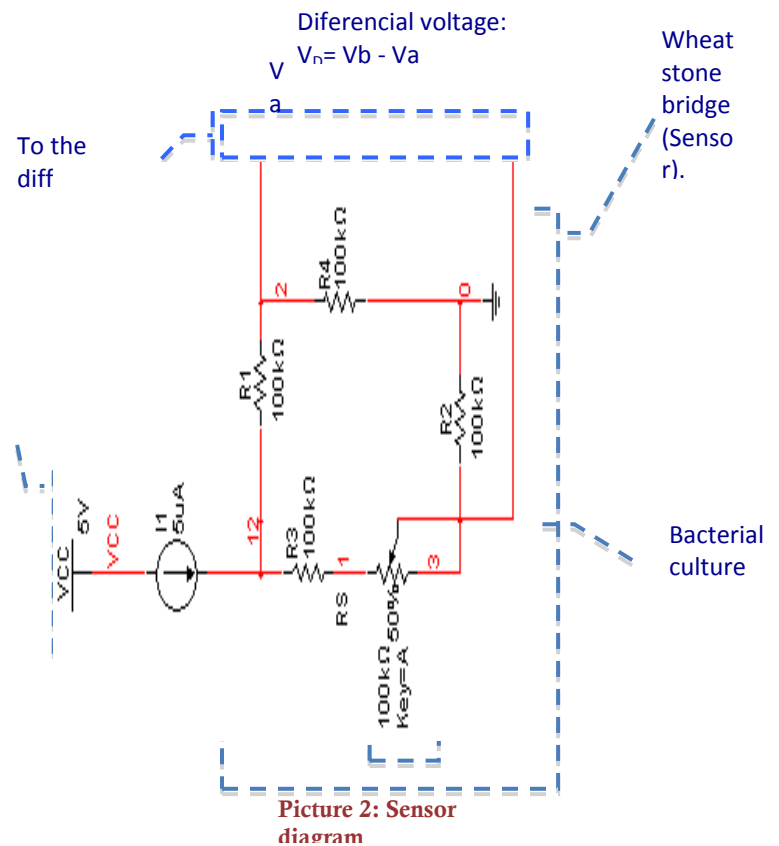 Diferencial voltage:
V_D= Vb - Va
V
a
Wheat
stone
bridge
(Senso
r).
To the
diff
R4
100kΩ
2
0
R1
100kΩ
R2
100kΩ
VCC
5V
VCC
I1
5uA
12
R3
100kΩ
1
RS
50%
3
100kΩ
Key=A
Bacterial
culture
Picture 2: Sensor
diagram